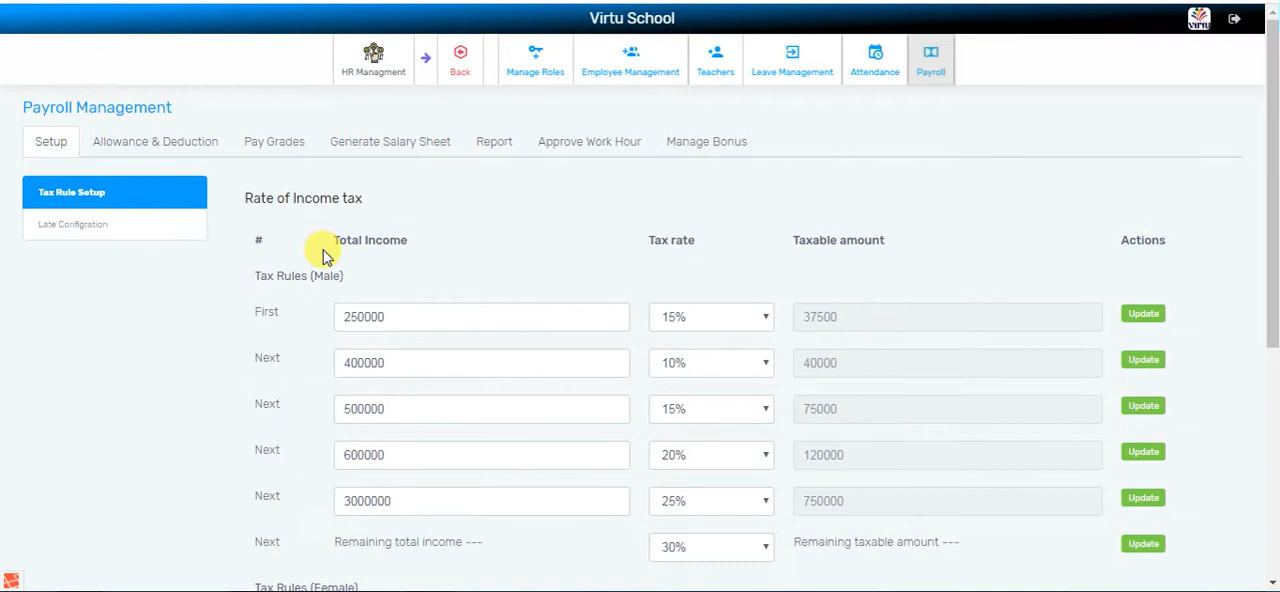 Virtu School
virtu
HR Managment
Back
Manage Roles
Employee Management
Teachers
Leave Management
Attendance
Payroll
Payroll Management
Setup Allowance & Deduction Pay Grades Generate Salary Sheet Report Approve Work Hour Manage Bonus
Tax Rule Setup
Late Configration
Rate of Income tax
# Total Income Tax rate Taxable amount Actions
Tax Rules (Male)
First 250000 15% 37500 Update
Next 400000 10% 40000 Update
Next 500000 15% 75000 Update
Next 600000 20% 120000 Update
Next 3000000 25% 750000 Update
Next Remaining total income --- 30% Remaining taxable amount --- Update
Tax Rules (Female)